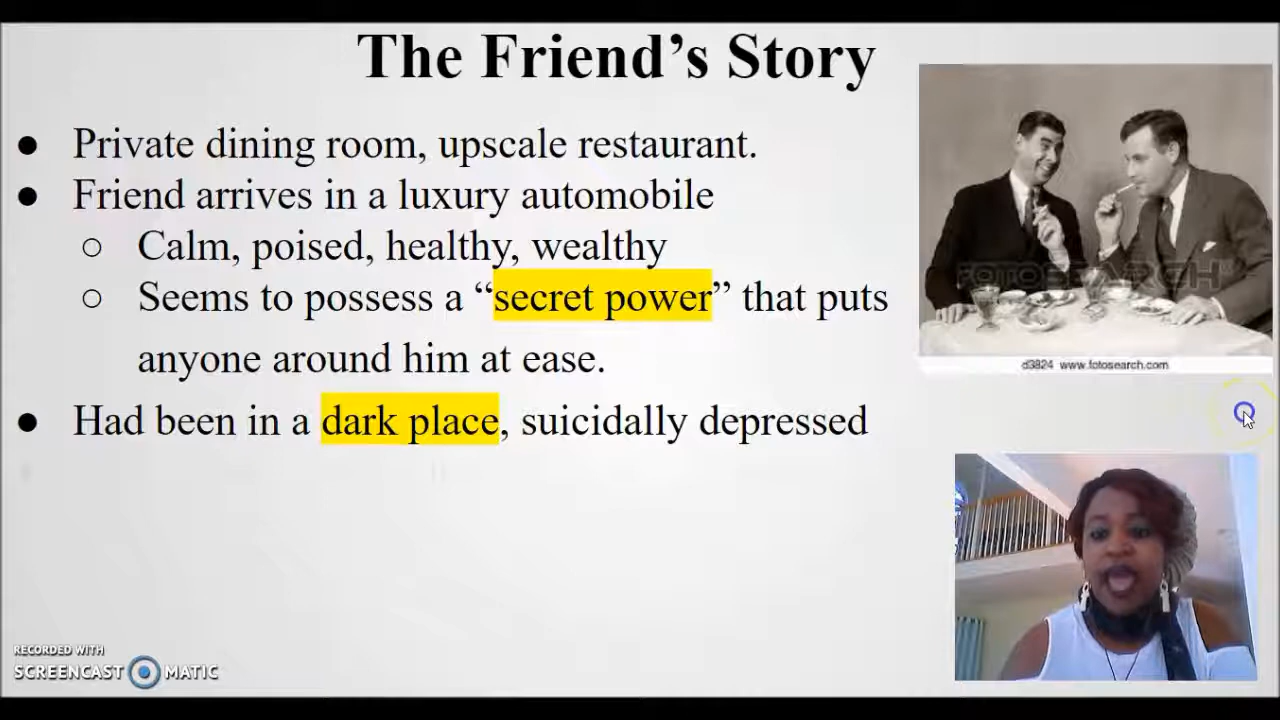 The Friend’s Story
● Private dining room, upscale restaurant.
● Friend arrives in a luxury automobile
○ Calm, poised, healthy, wealthy
○ Seems to possess a “secret power” that puts
anyone around him at ease.
● Had been in a dark place, suicidally depressed
FOTOSEARCH
d3824 www.fotosearch.com
RECORDED WITH
SCREENCAST MATIC